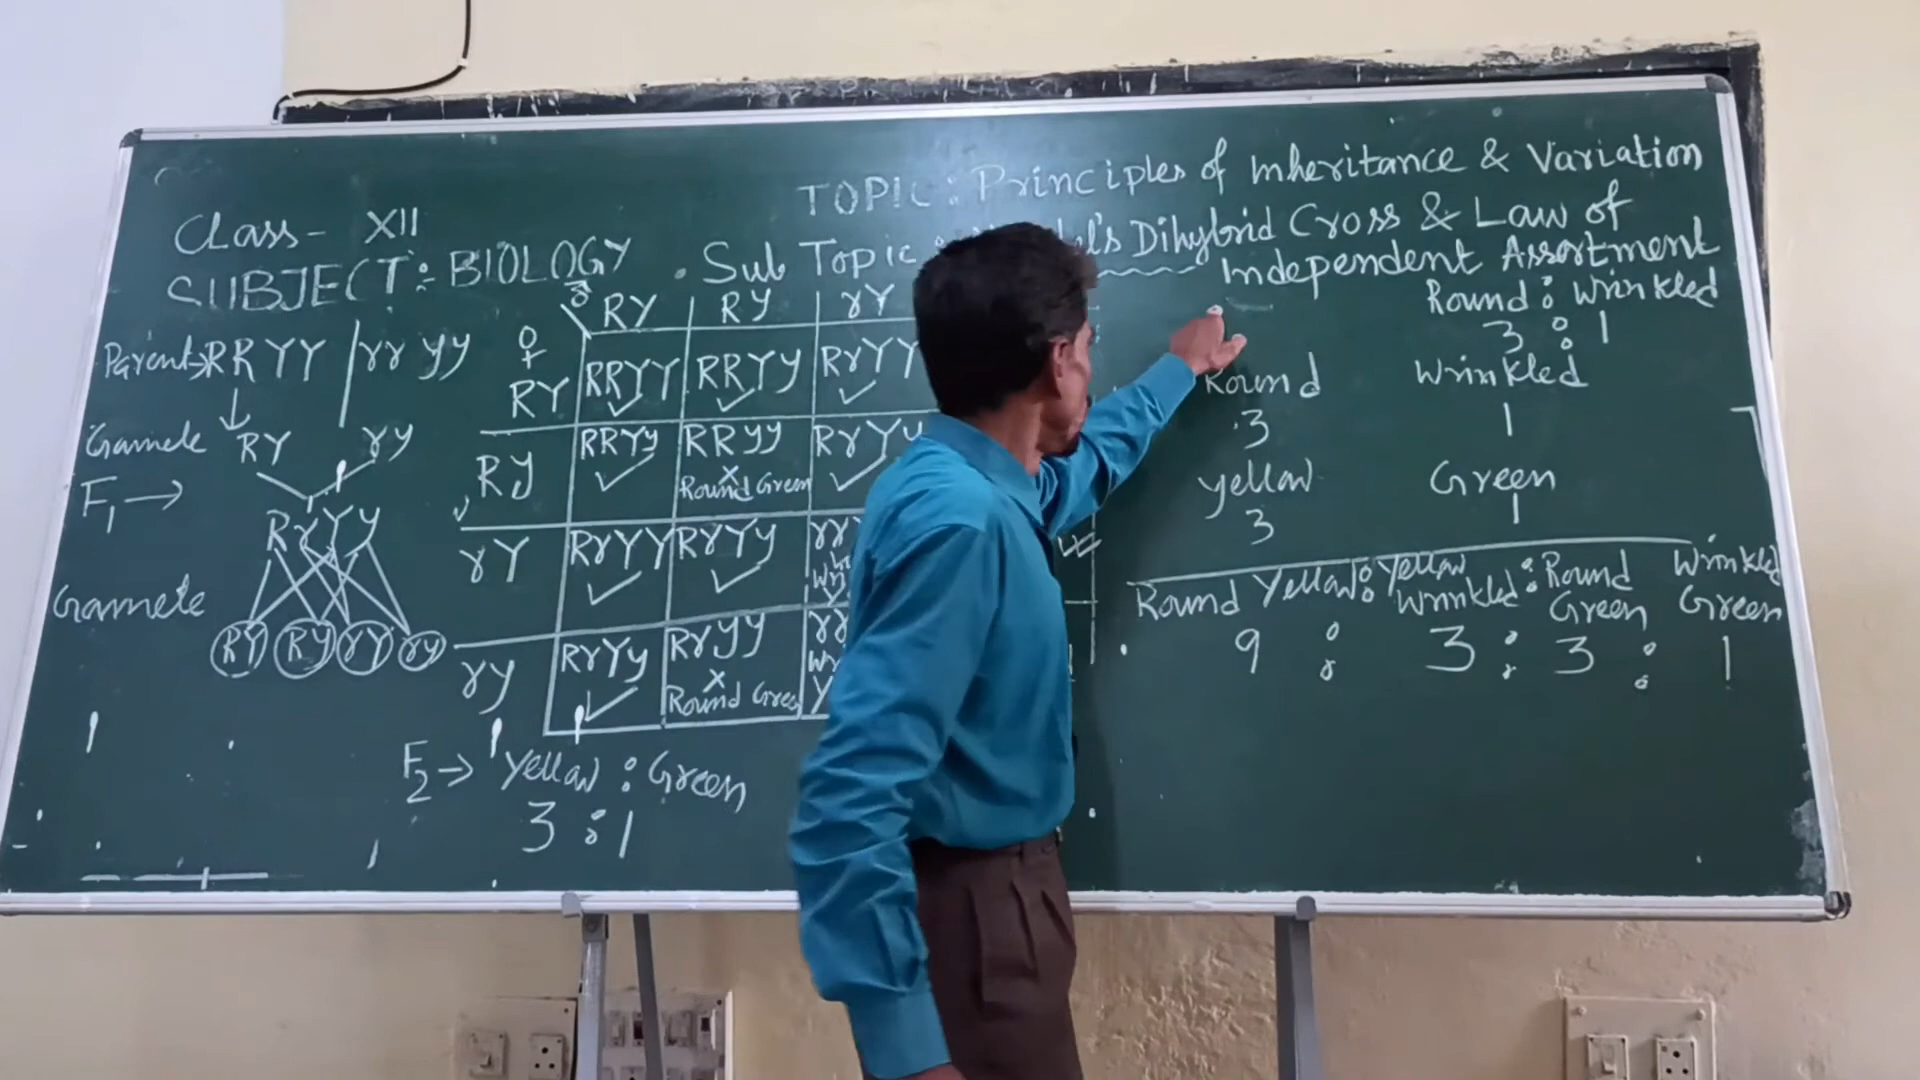 TOPIC : Principles of Inheritance & Variation
Class- XII
SUBJECT : BIOLOGY
. Sub Topic : Dihybrid Cross & Law of
Independent Assortment
Parents RRYY | rr yy
↓
Gamete RY ry
F1 →
RrYy
Gamete
RY Ry rY ry
♂ RY Ry rY
♀
RY RRYY RRYy RrYY
✓ ✓ ✓
Ry RRYy RRyy RrYy
✓ x ✓
Round Green
rY RrYY RrYy
✓ ✓
ry RrYy Rryy
✓ x
Round Green
F2 → Yellow : Green
3 : 1
Round : Wrinkled
3 : 1
Round Wrinkled
3 1
Yellow Green
3 1
Round Yellow : Yellow Wrinkled : Round Green Wrinkled Green
9 : 3 : 3 : 1